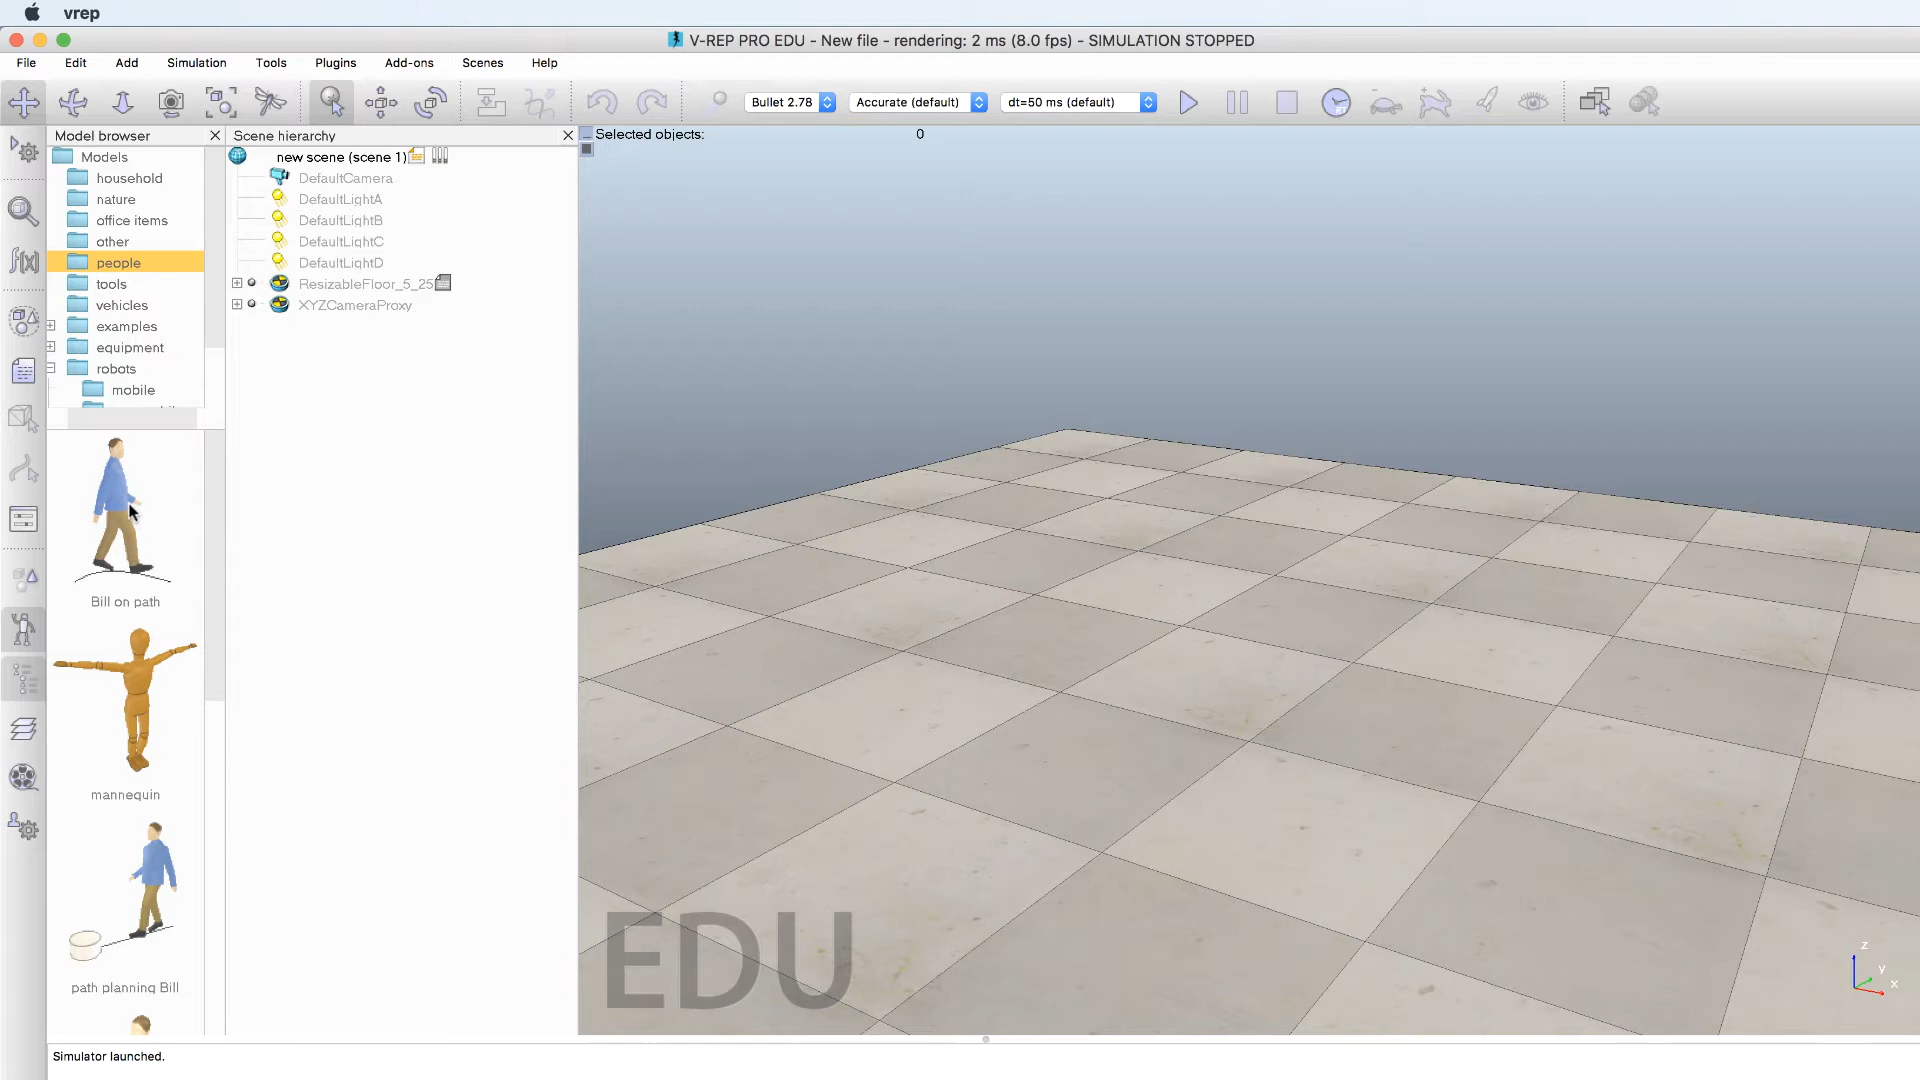 vrep
V-REP PRO EDU - New file - rendering: 2 ms (8.0 fps) - SIMULATION STOPPED
File Edit Add Simulation Tools Plugins Add-ons Scenes Help
Bullet 2.78 Accurate (default) dt=50 ms (default)
Model browser
Models
household
nature
office items
other
people
tools
vehicles
examples
equipment
robots
mobile
Bill on path
mannequin
path planning Bill
Scene hierarchy
new scene (scene 1)
DefaultCamera
DefaultLightA
DefaultLightB
DefaultLightC
DefaultLightD
ResizableFloor_5_25
XYZCameraProxy
Selected objects: 0
EDU
z
y
x
Simulator launched.